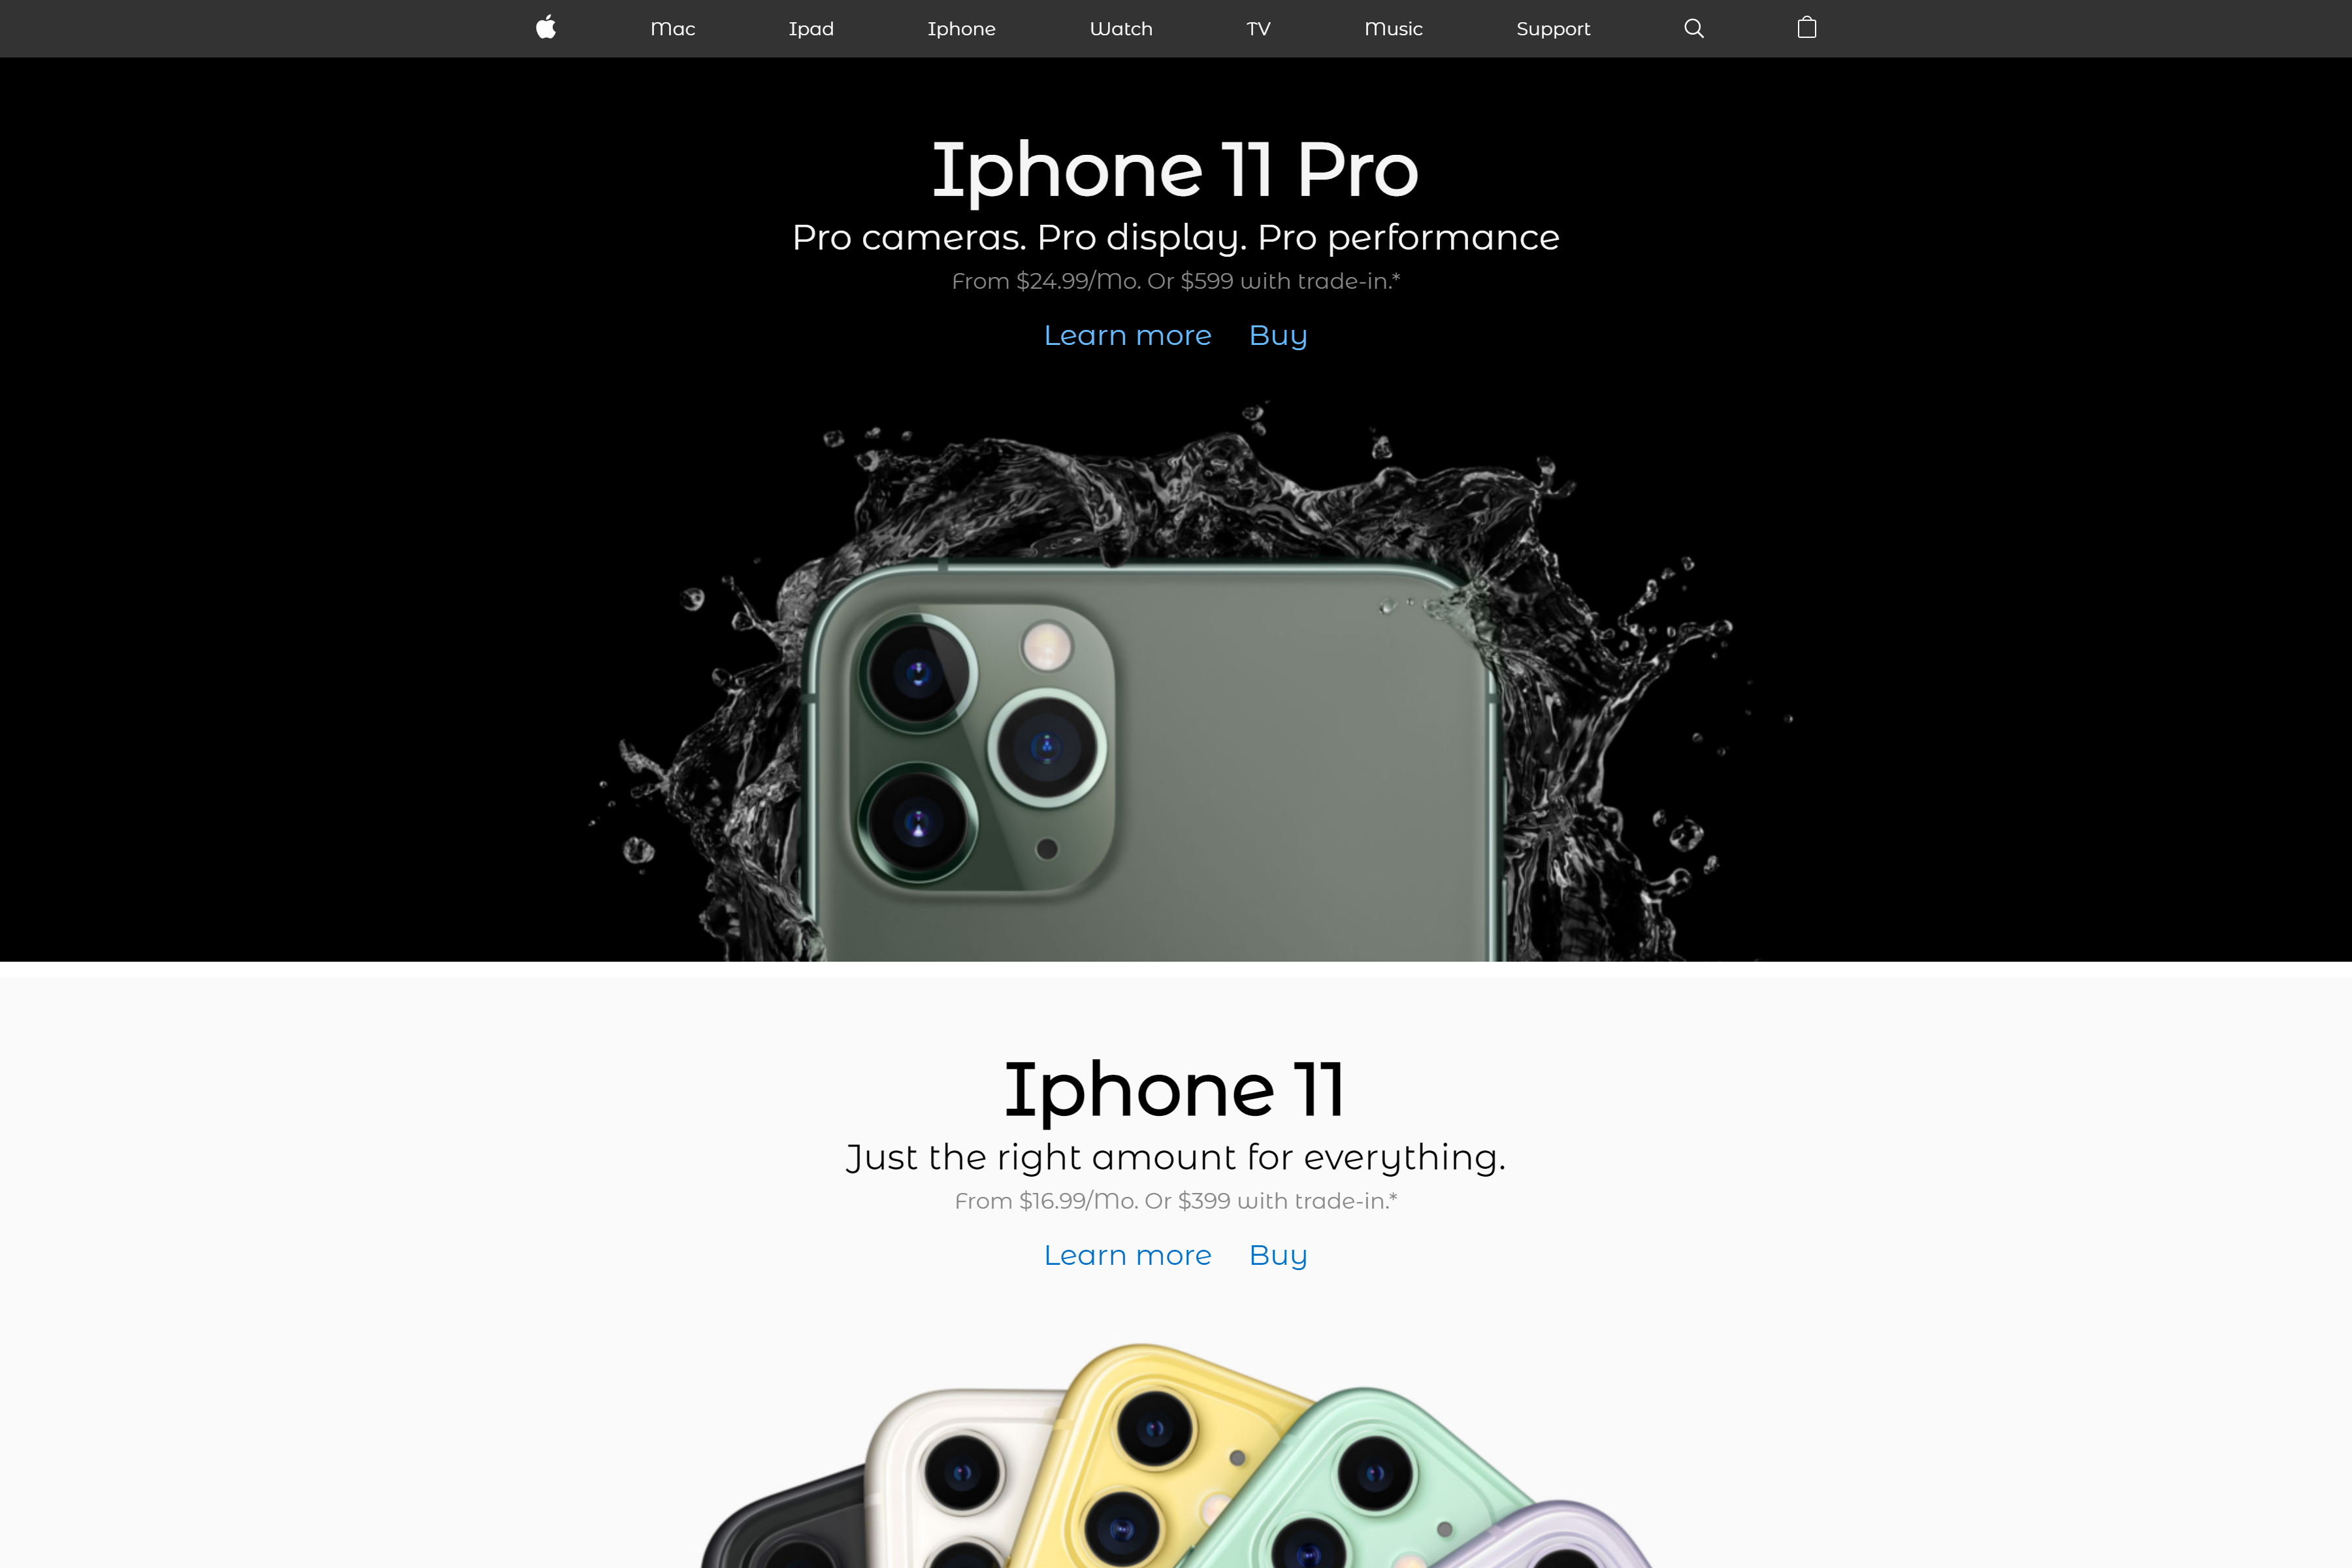 Mac Ipad Iphone Watch TV Music Support
Iphone 11 Pro
Pro cameras. Pro display. Pro performance
From $24.99/Mo. Or $599 with trade-in.*
Learn more Buy
Iphone 11
Just the right amount for everything.
From $16.99/Mo. Or $399 with trade-in.*
Learn more Buy